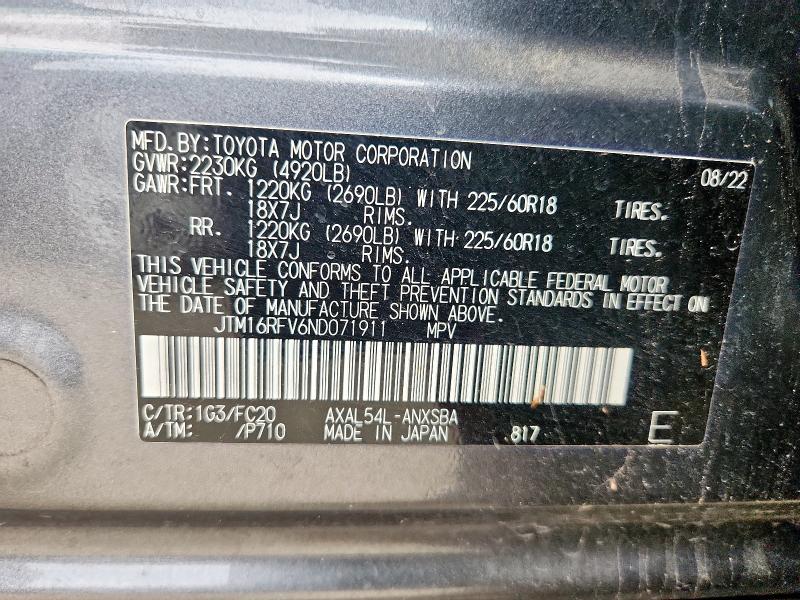 MFD. BY: TOYOTA MOTOR CORPORATION 08/22
GVWR: 2230KG (4920LB)
GAWR: FRT. 1220KG (2690LB) WITH 225/60R18 TIRES.
18X7J RIMS.
RR. 1220KG (2690LB) WITH 225/60R18 TIRES.
18X7J RIMS.
THIS VEHICLE CONFORMS TO ALL APPLICABLE FEDERAL MOTOR
VEHICLE SAFETY AND THEFT PREVENTION STANDARDS IN EFFECT ON
THE DATE OF MANUFACTURE SHOWN ABOVE.
JTM16RFV6ND071911 MPV
C/TR: 1G3/FC20 AXAL54L-ANXSBA
A/TM: /P710 MADE IN JAPAN 817 E